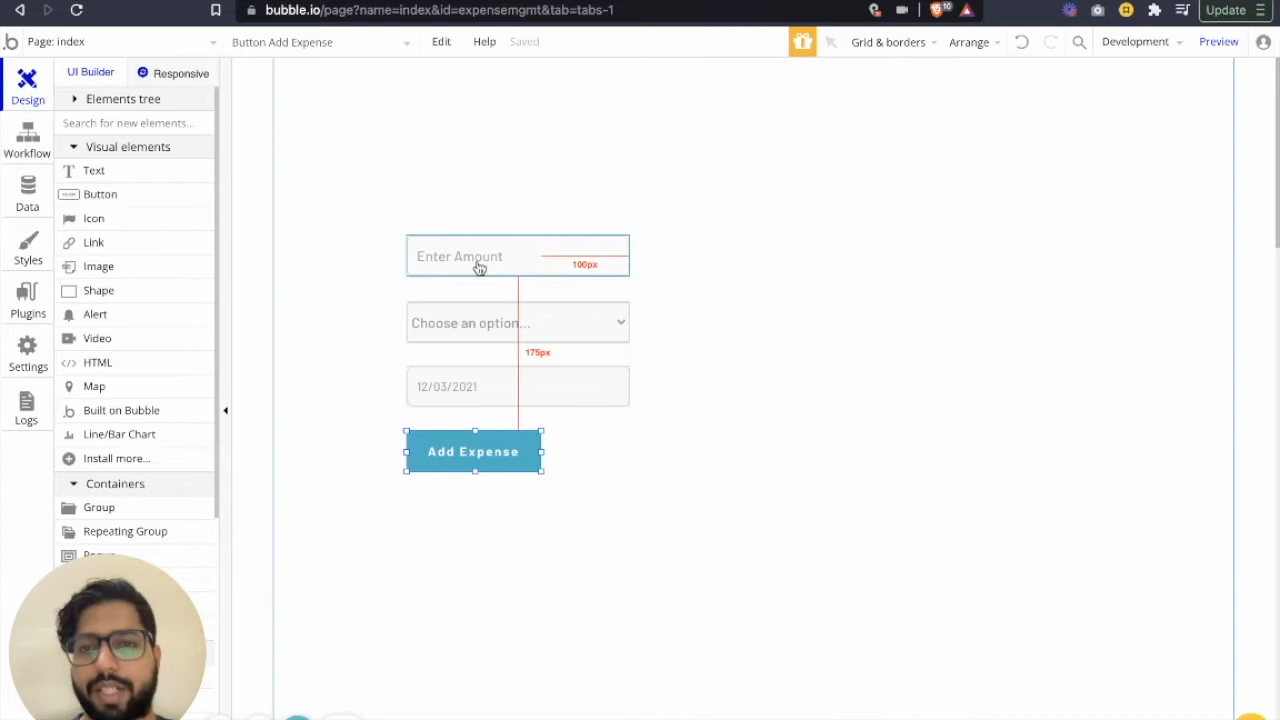 bubble.io/page?name=index&id=expensemgmt&tab=tabs-1
10
Update
Page: index
Button Add Expense
Edit
Help
Saved
Grid & borders
Arrange
Development
Preview
Design
Workflow
Data
Styles
Plugins
Settings
Logs
UI Builder
Responsive
Elements tree
Search for new elements...
Visual elements
Text
Button
Icon
Link
Image
Shape
Alert
Video
</> HTML
Map
Built on Bubble
Line/Bar Chart
Install more...
Containers
Group
Repeating Group
Enter Amount
100px
Choose an option...
175px
12/03/2021
Add Expense